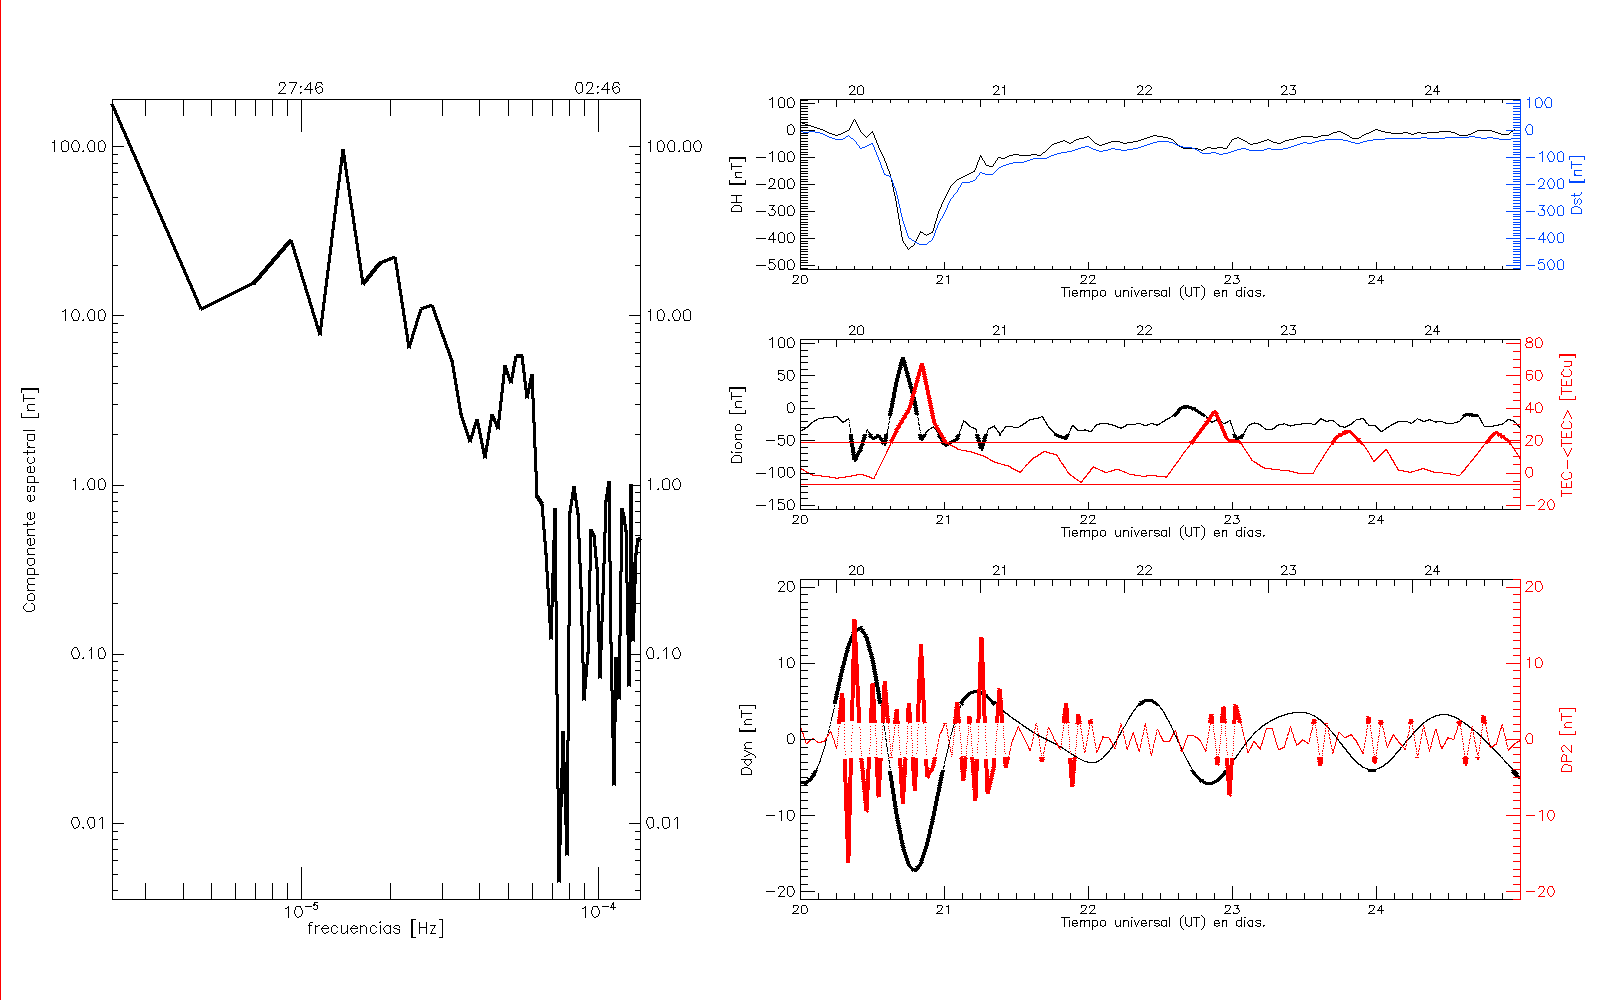 27:46 02:46
100.00 100.00
10.00 10.00
1.00 1.00
0.10 0.10
0.01 0.01
Componente espectral [nT]
10⁻⁵ 10⁻⁴
frecuencias [Hz]
20 21 22 23 24
100 100
0 0
−100 −100
−200 −200
−300 −300
−400 −400
−500 −500
DH [nT]
Dst [nT]
20 21 22 23 24
Tiempo universal (UT) en dias.
20 21 22 23 24
100 80
50 60
0 40
−50 20
−100 0
−150 −20
Diono [nT]
TEC−<TEC> [TECu]
20 21 22 23 24
Tiempo universal (UT) en dias.
20 21 22 23 24
20 20
10 10
0 0
−10 −10
−20 −20
Ddyn [nT]
DP2 [nT]
20 21 22 23 24
Tiempo universal (UT) en dias.